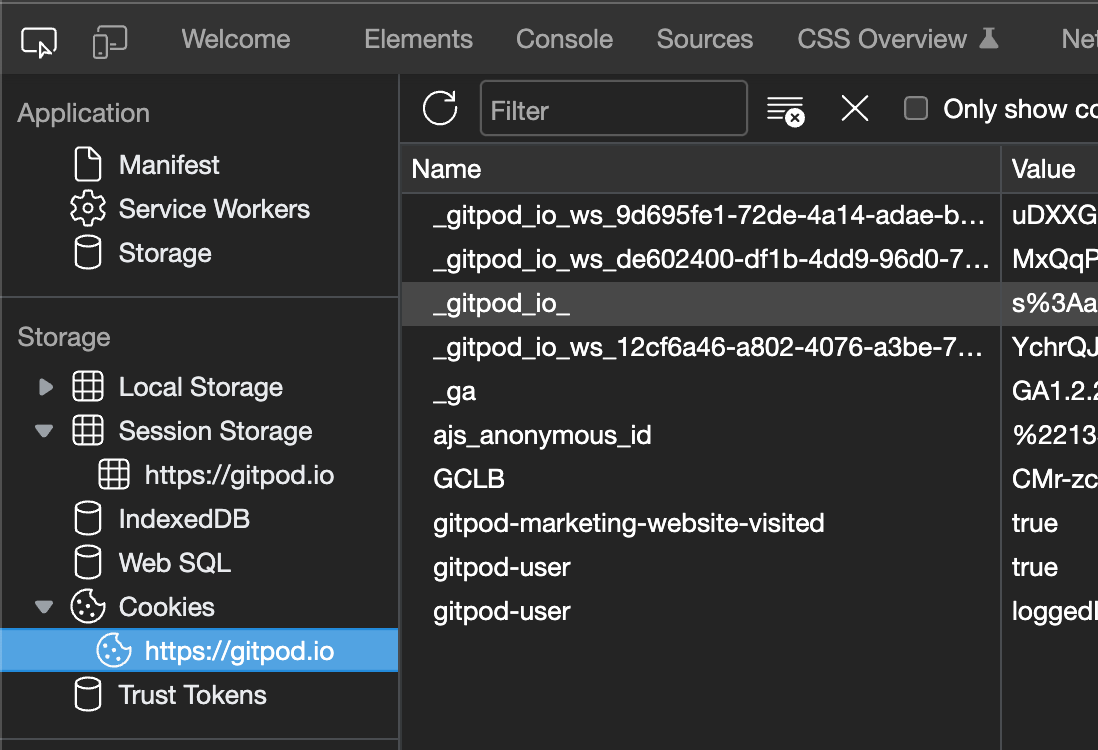 Welcome Elements Console Sources CSS Overview Net
Application
Manifest
Service Workers
Storage
Storage
Local Storage
Session Storage
https://gitpod.io
IndexedDB
Web SQL
Cookies
https://gitpod.io
Trust Tokens
Filter Only show co
Name Value
_gitpod_io_ws_9d695fe1-72de-4a14-adae-b... uDXXG
_gitpod_io_ws_de602400-df1b-4dd9-96d0-7... MxQqP
_gitpod_io_ s%3Aa
_gitpod_io_ws_12cf6a46-a802-4076-a3be-7... YchrQJ
_ga GA1.2.2
ajs_anonymous_id %2213
GCLB CMr-zc
gitpod-marketing-website-visited true
gitpod-user true
gitpod-user logged